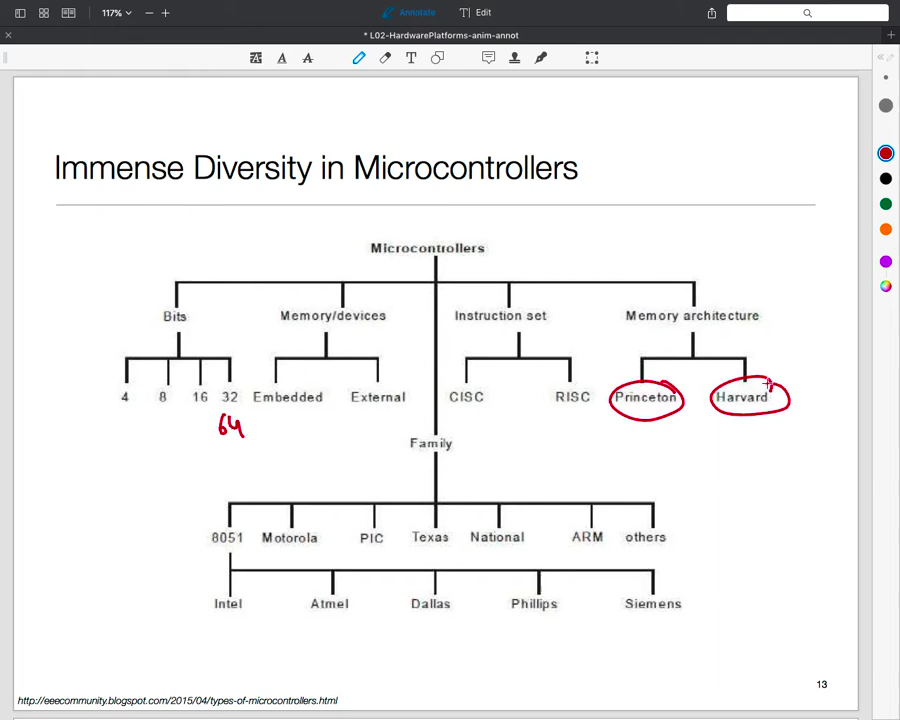 117%
Annotate
Edit
* L02-HardwarePlatforms-anim-annot
Immense Diversity in Microcontrollers
Microcontrollers
Bits Memory/devices Instruction set Memory architecture
4 8 16 32 Embedded External CISC RISC Princeton Harvard
64
Family
8051 Motorola PIC Texas National ARM others
Intel Atmel Dallas Phillips Siemens
13
http://eeecommunity.blogspot.com/2015/04/types-of-microcontrollers.html